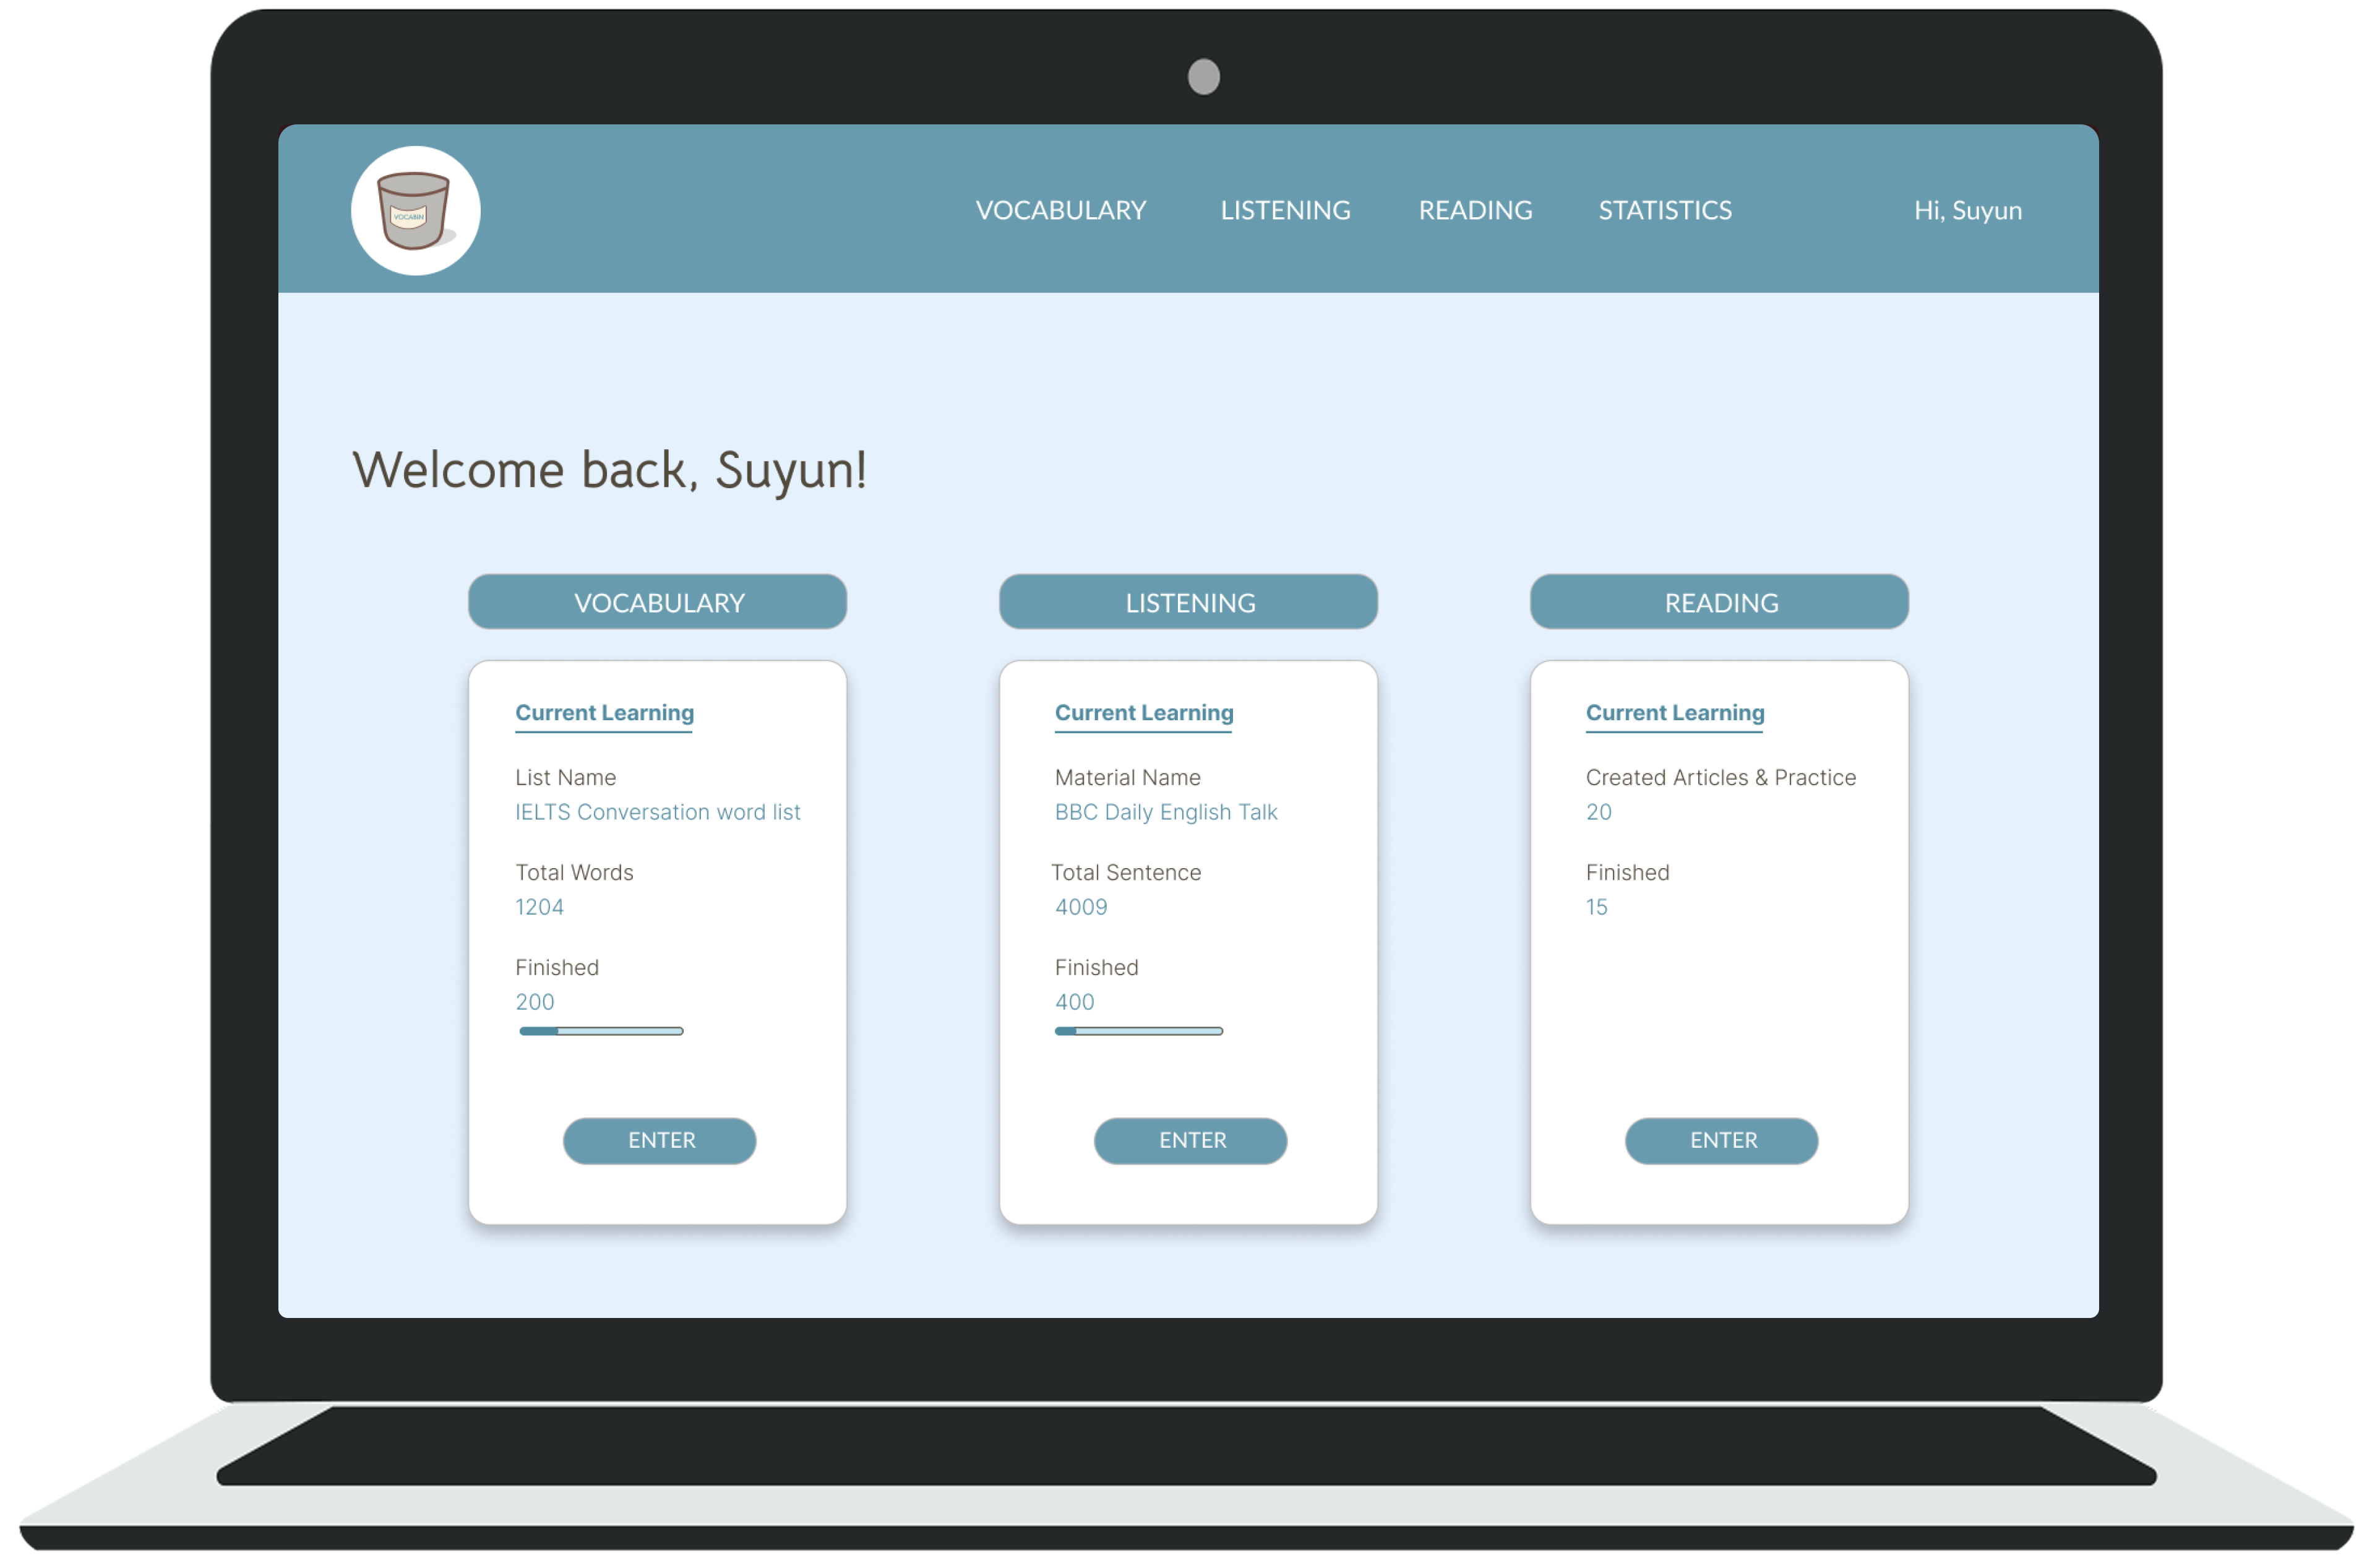 VOCABIN
VOCABULARY LISTENING READING STATISTICS Hi, Suyun
Welcome back, Suyun!
VOCABULARY
Current Learning
List Name
IELTS Conversation word list
Total Words
1204
Finished
200
ENTER
LISTENING
Current Learning
Material Name
BBC Daily English Talk
Total Sentence
4009
Finished
400
ENTER
READING
Current Learning
Created Articles & Practice
20
Finished
15
ENTER